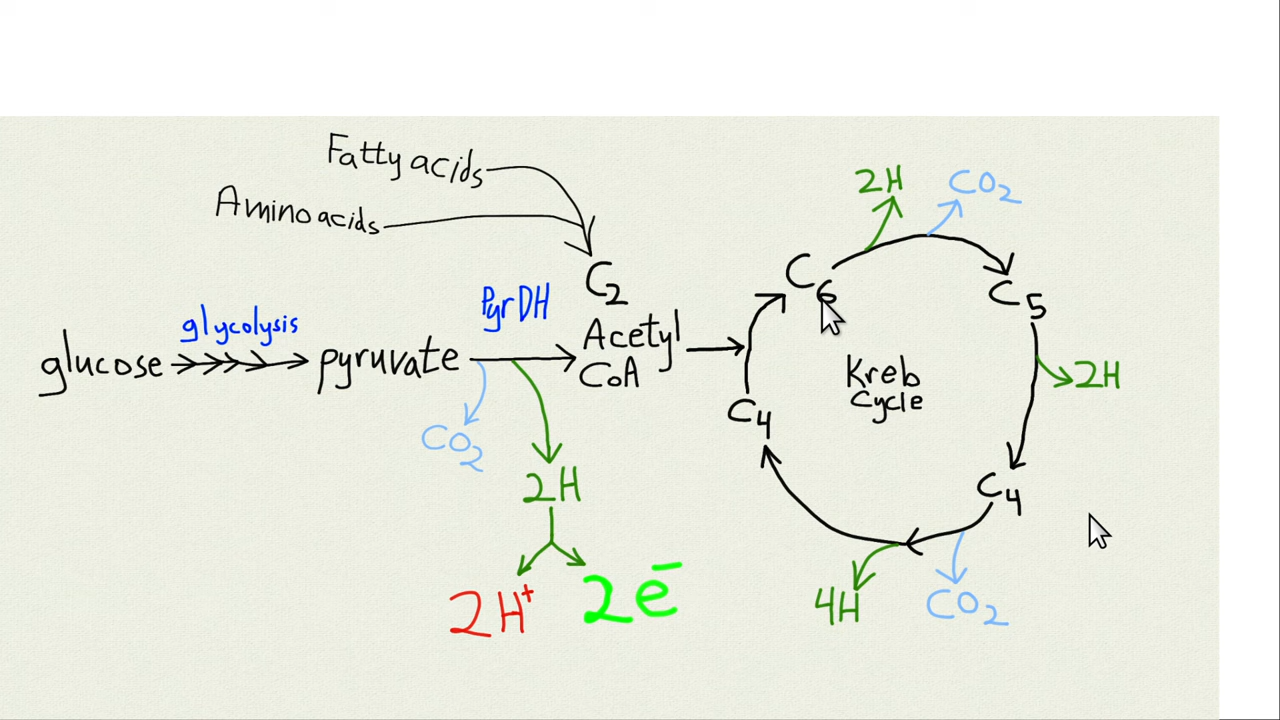 Fatty acids
Amino acids
C2
PyrDH
glucose
glycolysis
pyruvate
Acetyl
CoA
CO2
2H
2H+
2e-
2H
CO2
C6
C5
Kreb
Cycle
2H
C4
C4
4H
CO2